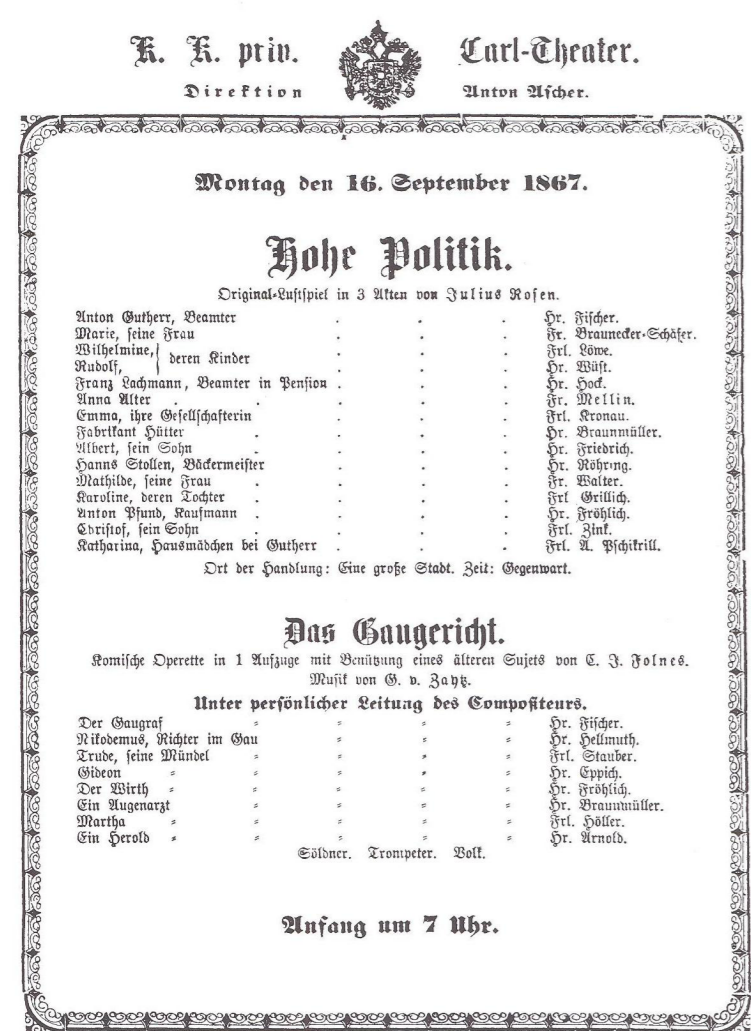 K. K. priv. Carl-Theater.
Direktion Anton Ascher.
Montag den 16. September 1867.
Hohe Politik.
Original-Lustspiel in 3 Akten von Julius Rosen.
Anton Gutherr, Beamter . . . Hr. Fischer.
Marie, seine Frau . . . Fr. Braunecker-Schäfer.
Wilhelmine, . . . Frl. Löwe.
deren Kinder
Rudolf, . . . Hr. Wüst.
Franz Lachmann, Beamter in Pension . . . Hr. Hock.
Anna Alter . . . . . Fr. Mellin.
Emma, ihre Gesellschafterin . . . Frl. Kronau.
Fabrikant Hütter . . . . Hr. Braunmüller.
Albert, sein Sohn . . . . Hr. Friedrich.
Hanns Stollen, Bäckermeister . . . Hr. Röhring.
Mathilde, seine Frau . . . . Fr. Walter.
Karoline, deren Tochter . . . . Frl Grillich.
Anton Pfund, Kaufmann . . . . Hr. Fröhlich.
Christof, sein Sohn . . . . Frl. Zink.
Katharina, Hausmädchen bei Gutherr . . . Frl. A. Pschikrill.
Ort der Handlung: Eine große Stadt. Zeit: Gegenwart.
Das Gaugericht.
Komische Operette in 1 Aufzuge mit Benützung eines älteren Sujets von C. J. Folnes.
Musik von G. v. Zaytz.
Unter persönlicher Leitung des Compositeurs.
Der Gaugraf = = = = Hr. Fischer.
Nikodemus, Richter im Gau = = = Hr. Hellmuth.
Trude, seine Mündel = = = = Frl. Stauber.
Gideon = = = = = Hr. Eppich.
Der Wirth = = = = = Hr. Fröhlich.
Ein Augenarzt = = = = Hr. Braunmüller.
Martha = = = = = Frl. Höller.
Ein Herold = = = = = Hr. Arnold.
Söldner. Trompeter. Volk.
Anfang um 7 Uhr.